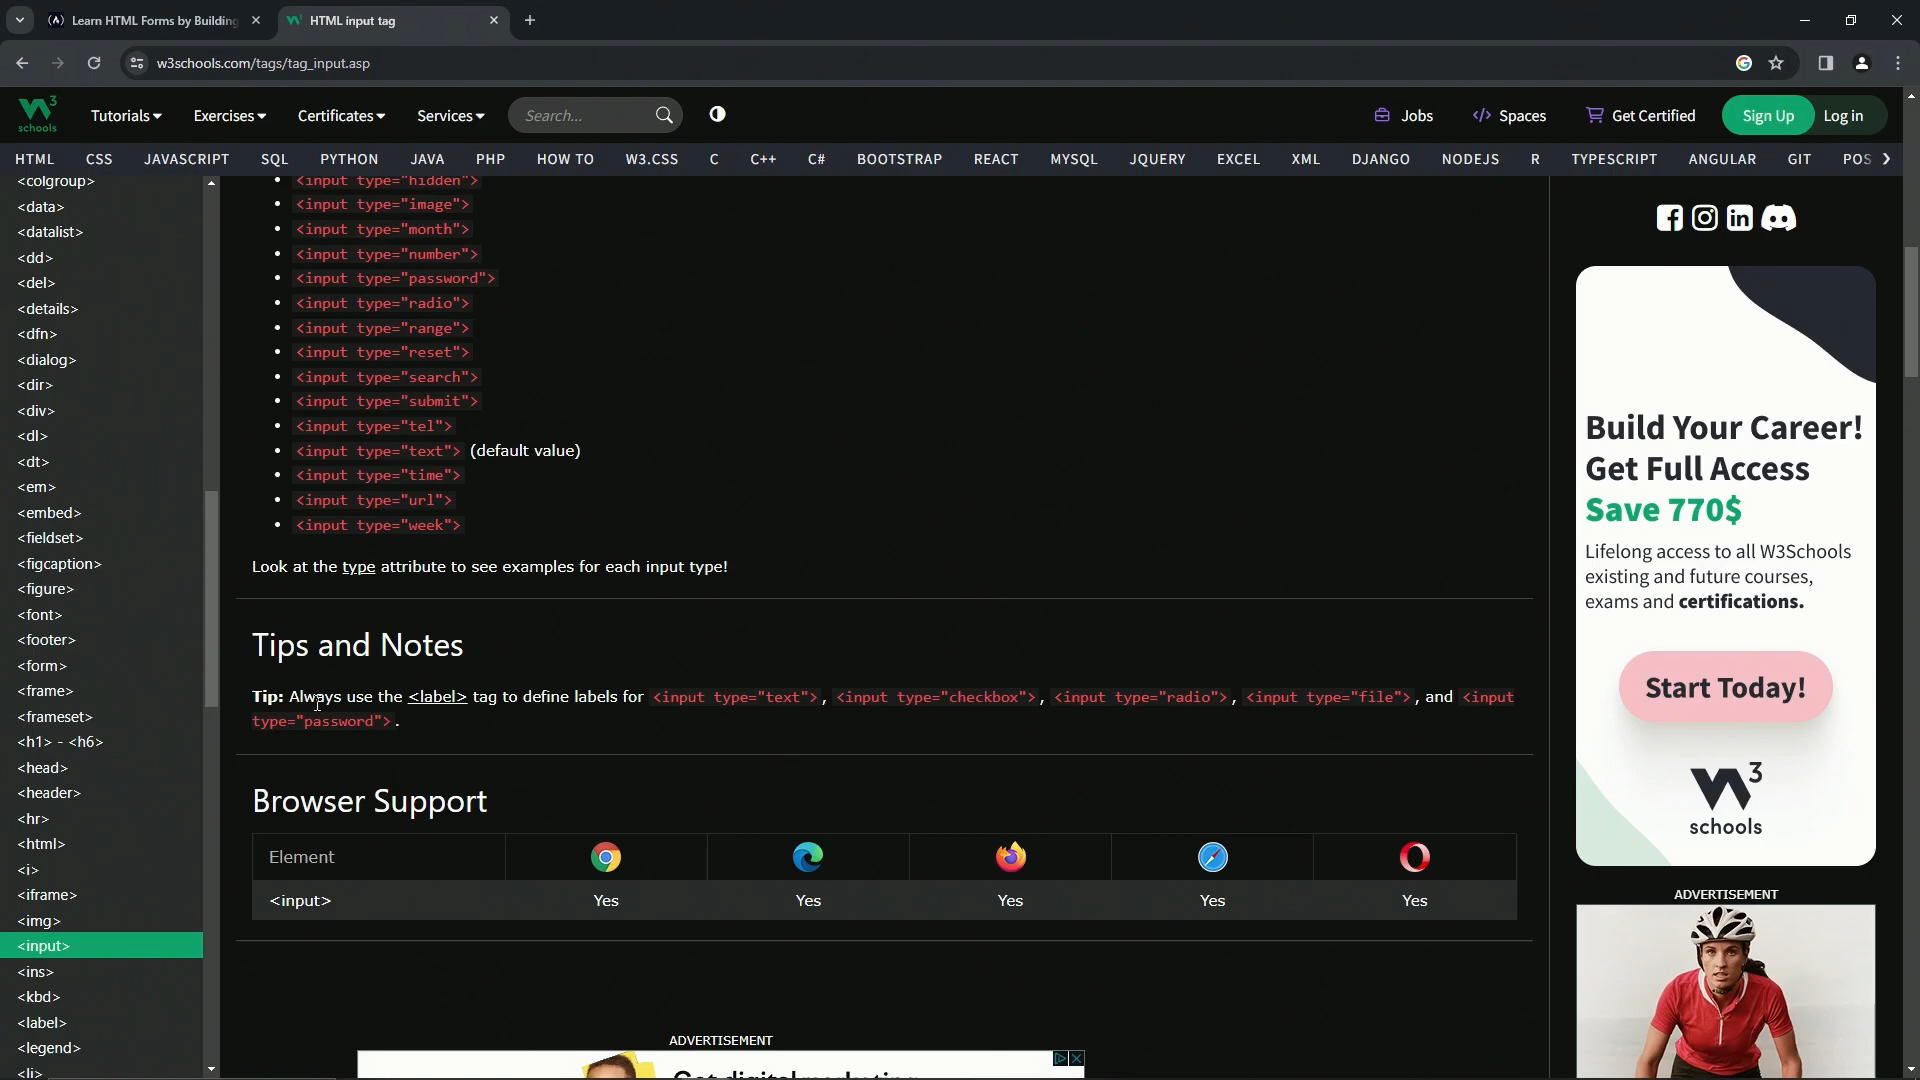 Learn HTML Forms by Building
HTML input tag
w3schools.com/tags/tag_input.asp
W3 schools
Tutorials
Exercises
Certificates
Services
Search...
Jobs
Spaces
Get Certified
Sign Up
Log in
HTML CSS JAVASCRIPT SQL PYTHON JAVA PHP HOW TO W3.CSS C C++ C# BOOTSTRAP REACT MYSQL JQUERY EXCEL XML DJANGO NODEJS R TYPESCRIPT ANGULAR GIT POS
<colgroup>
<data>
<datalist>
<dd>
<del>
<details>
<dfn>
<dialog>
<dir>
<div>
<dl>
<dt>
<em>
<embed>
<fieldset>
<figcaption>
<figure>
<font>
<footer>
<form>
<frame>
<frameset>
<h1> - <h6>
<head>
<header>
<hr>
<html>
<i>
<iframe>
<img>
<input>
<ins>
<kbd>
<label>
<legend>
<li>
<input type="hidden">
<input type="image">
<input type="month">
<input type="number">
<input type="password">
<input type="radio">
<input type="range">
<input type="reset">
<input type="search">
<input type="submit">
<input type="tel">
<input type="text"> (default value)
<input type="time">
<input type="url">
<input type="week">
Look at the type attribute to see examples for each input type!
Tips and Notes
Tip: Always use the <label> tag to define labels for <input type="text">, <input type="checkbox">, <input type="radio">, <input type="file">, and <input
type="password">.
Browser Support
Element
<input> Yes Yes Yes Yes Yes
ADVERTISEMENT
Get digital marketing
Build Your Career!
Get Full Access
Save 770$
Lifelong access to all W3Schools
existing and future courses,
exams and certifications.
Start Today!
W3
schools
ADVERTISEMENT